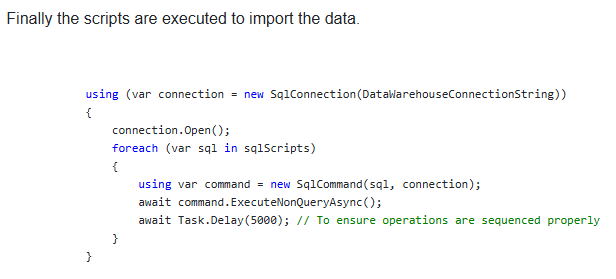 Finally the scripts are executed to import the data.
using (var connection = new SqlConnection(DataWarehouseConnectionString))
{
    connection.Open();
    foreach (var sql in sqlScripts)
    {
        using var command = new SqlCommand(sql, connection);
        await command.ExecuteNonQueryAsync();
        await Task.Delay(5000); // To ensure operations are sequenced properly
    }
}